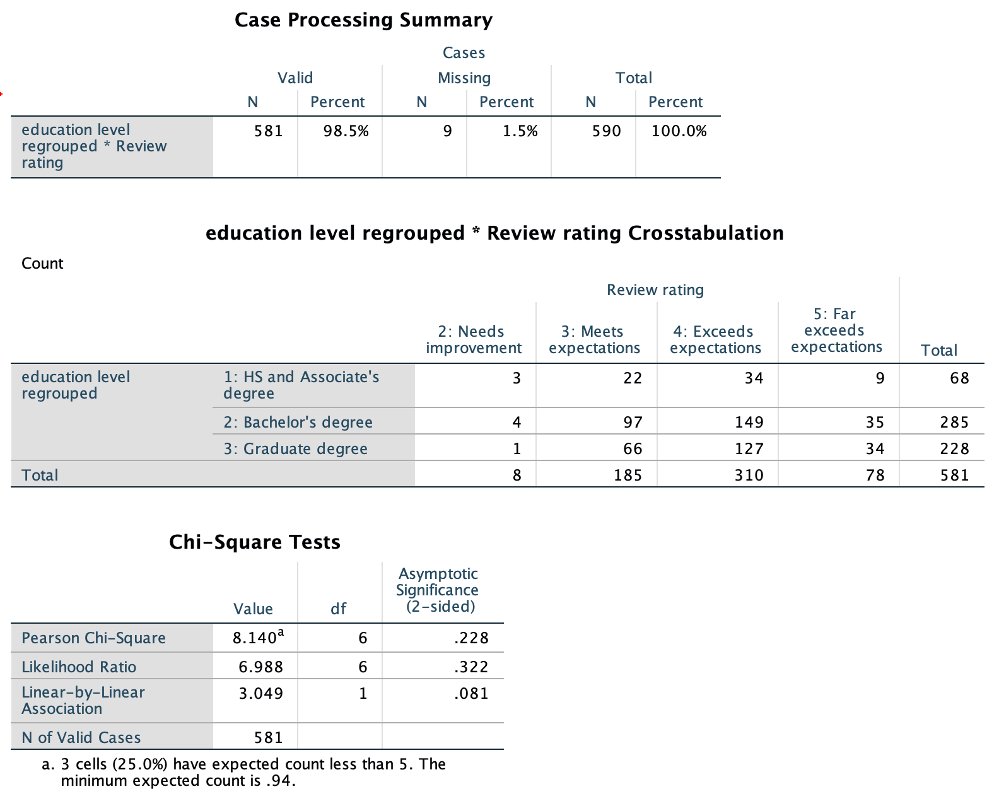 Case Processing Summary
Cases
Valid Missing Total
N Percent N Percent N Percent
education level
regrouped * Review
rating
581 98.5% 9 1.5% 590 100.0%
education level regrouped * Review rating Crosstabulation
Count
Review rating
2: Needs
improvement
3: Meets
expectations
4: Exceeds
expectations
5: Far
exceeds
expectations
Total
education level
regrouped
1: HS and Associate's
degree
3 22 34 9 68
2: Bachelor's degree 4 97 149 35 285
3: Graduate degree 1 66 127 34 228
Total 8 185 310 78 581
Chi-Square Tests
Value df
Asymptotic
Significance
(2-sided)
Pearson Chi-Square 8.140a 6 .228
Likelihood Ratio 6.988 6 .322
Linear-by-Linear
Association
3.049 1 .081
N of Valid Cases 581
a. 3 cells (25.0%) have expected count less than 5. The
minimum expected count is .94.